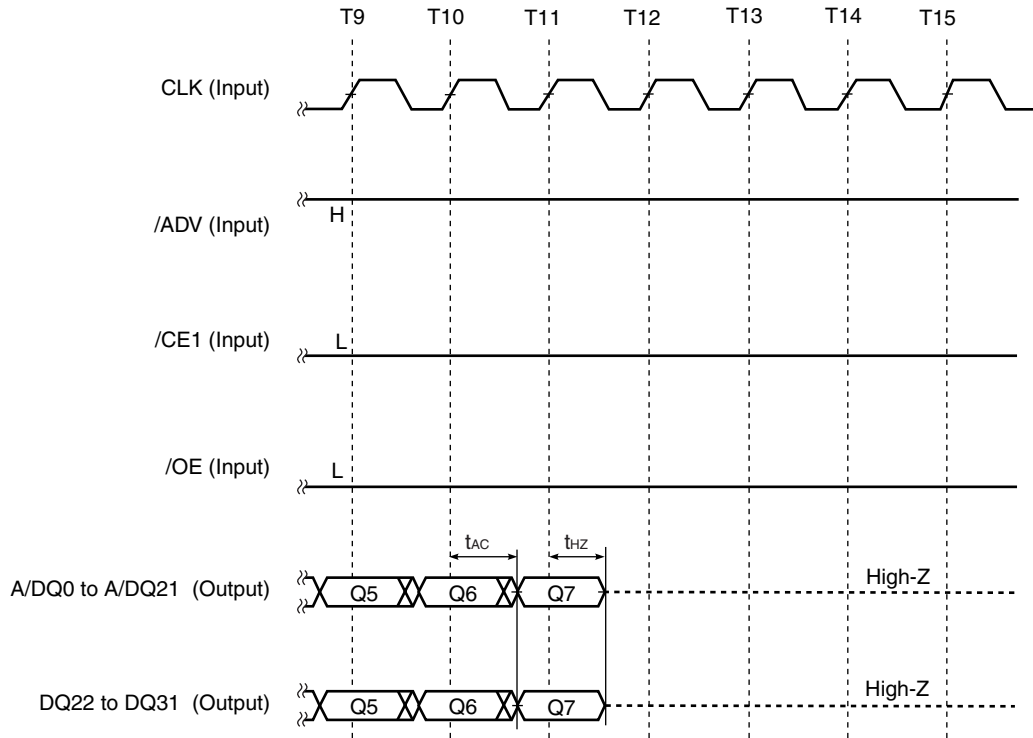 T9 T10 T11 T12 T13 T14 T15
CLK (Input)
H
/ADV (Input)
/CE1 (Input) L
/OE (Input) L
tAC tHZ
A/DQ0 to A/DQ21 (Output) Q5 Q6 Q7 High-Z
DQ22 to DQ31 (Output) Q5 Q6 Q7 High-Z